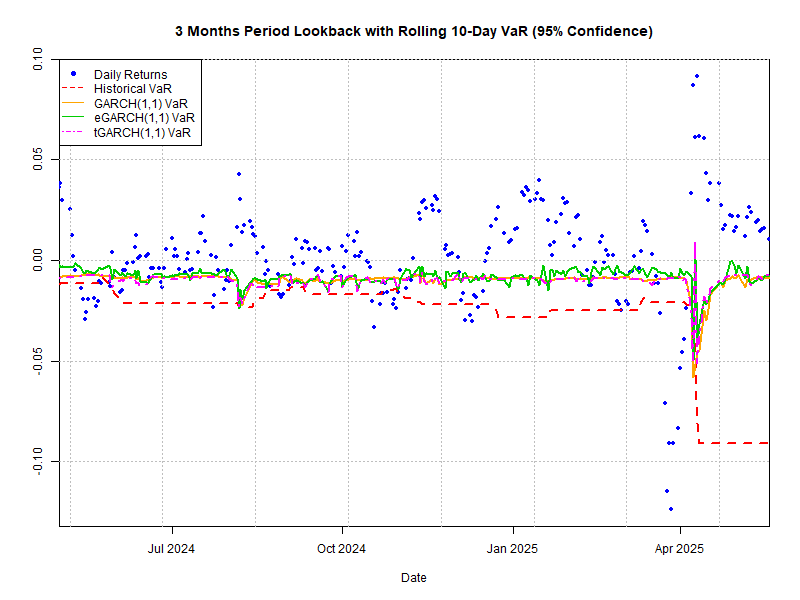 3 Months Period Lookback with Rolling 10-Day VaR (95% Confidence)
0.10
0.05
0.00
-0.05
-0.10
Daily Returns
Historical VaR
GARCH(1,1) VaR
eGARCH(1,1) VaR
tGARCH(1,1) VaR
Jul 2024
Oct 2024
Jan 2025
Apr 2025
Date